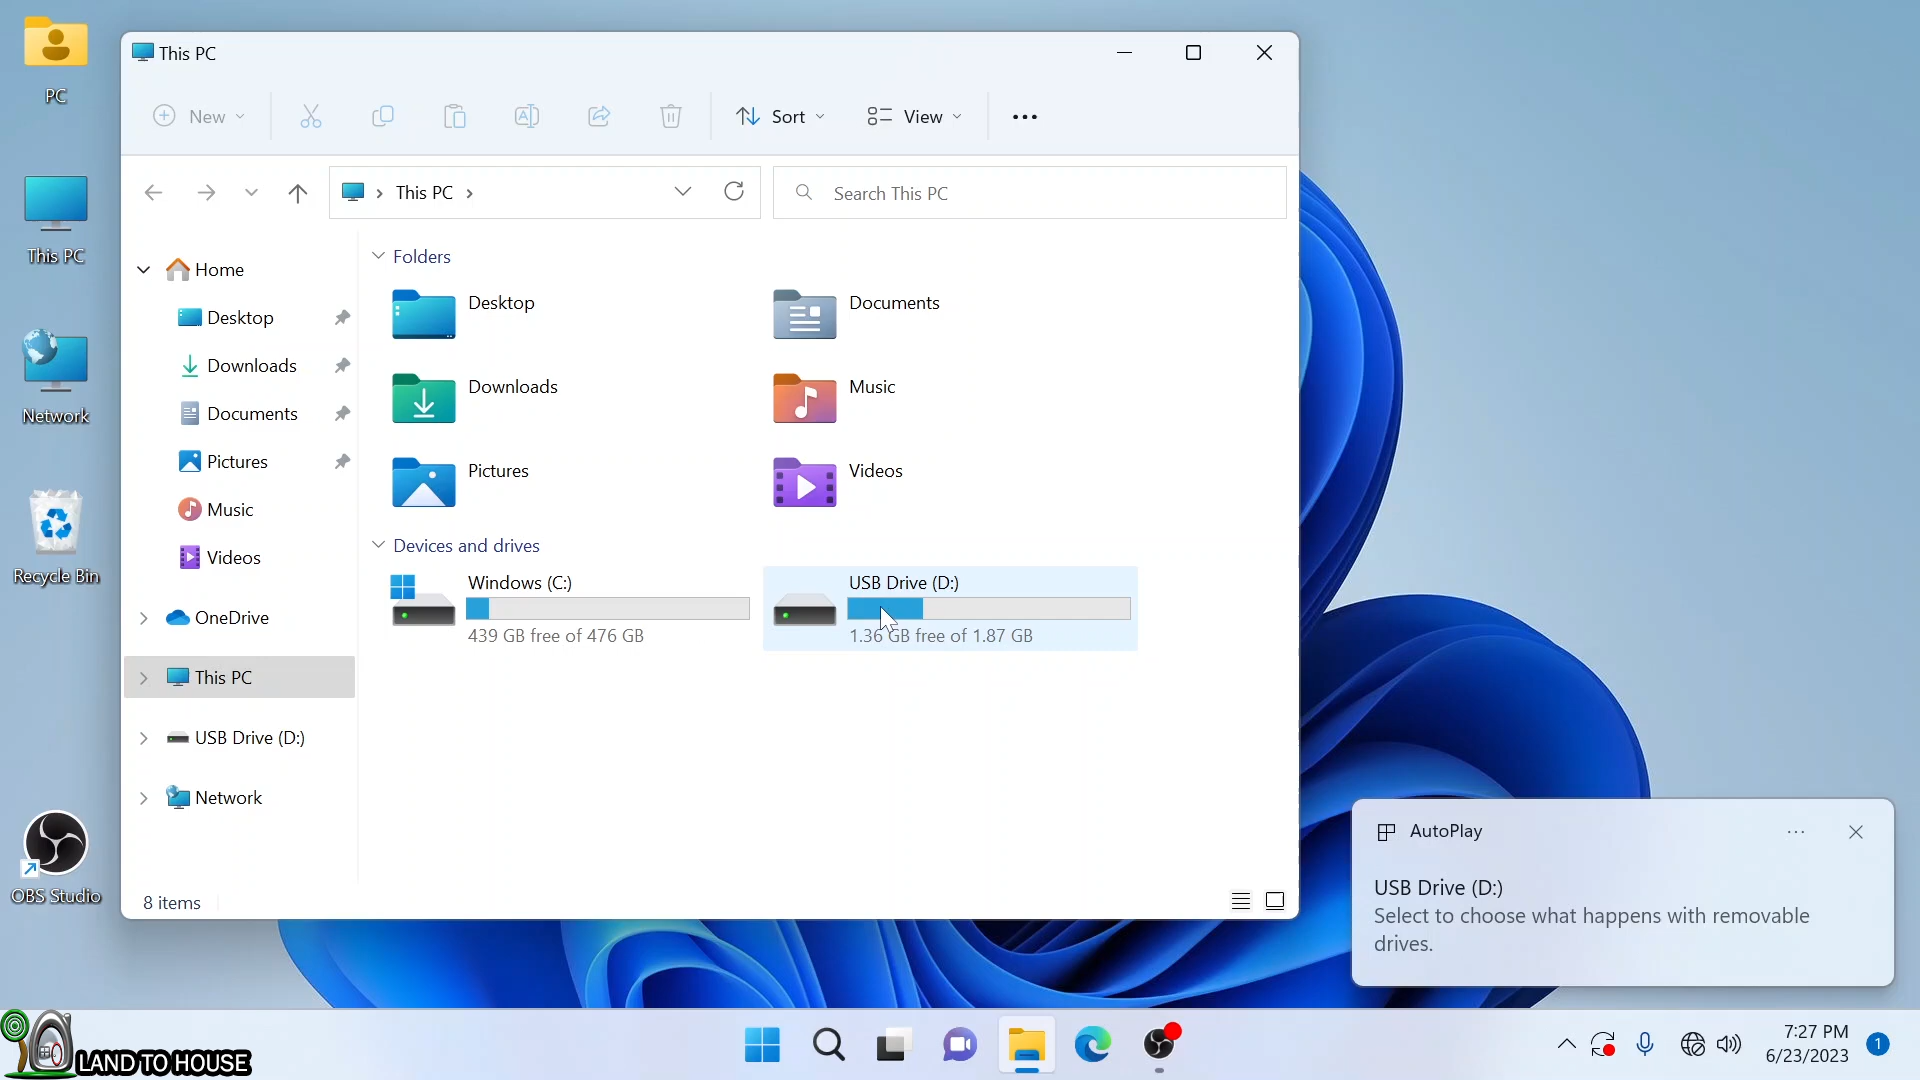 PC
This PC
Network
Recycle Bin
OBS Studio
This PC
New
Sort
View
This PC
Search This PC
Home
Desktop
Downloads
Documents
Pictures
Music
Videos
OneDrive
This PC
USB Drive (D:)
Network
Folders
Desktop
Documents
Downloads
Music
Pictures
Videos
Devices and drives
Windows (C:)
439 GB free of 476 GB
USB Drive (D:)
1.36 GB free of 1.87 GB
8 items
AutoPlay
USB Drive (D:)
Select to choose what happens with removable
drives.
LAND TO HOUSE
7:27 PM
6/23/2023
1